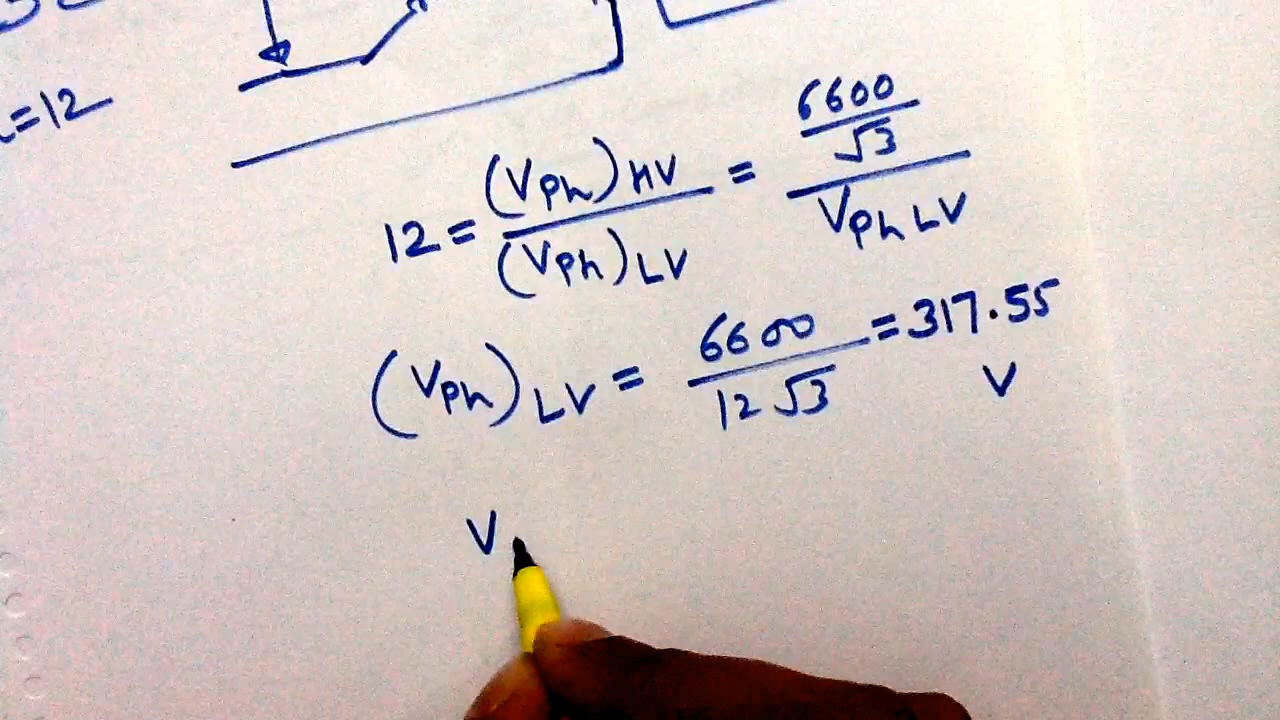 =12
12 = (Vph)HV / (Vph)LV = 6600/√3 / Vph LV
(Vph)LV = 6600 / 12√3 = 317.55 V
V